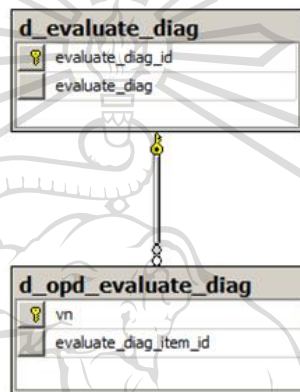 d_evaluate_diag
evaluate_diag_id
evaluate_diag
d_opd_evaluate_diag
vn
evaluate_diag_item_id